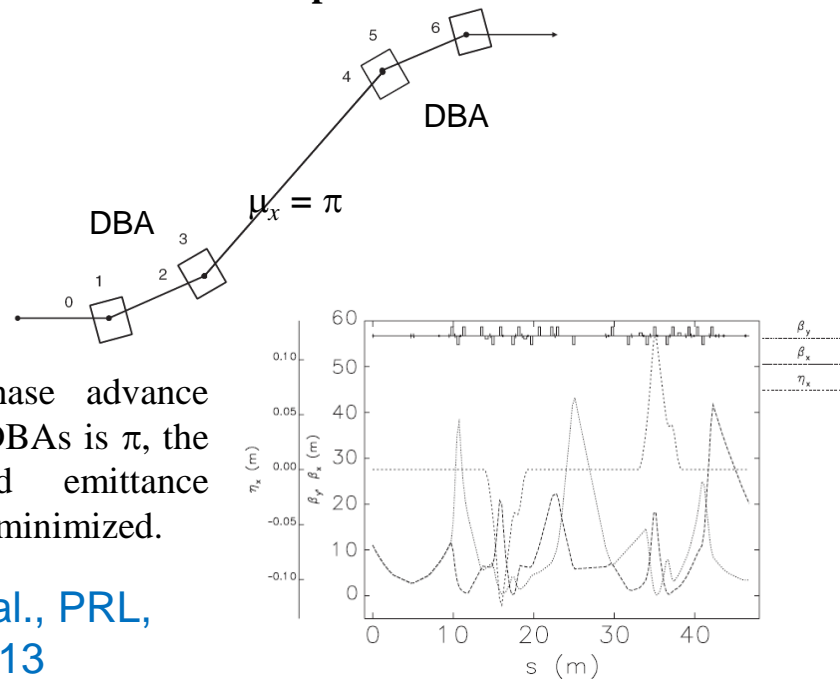 5
6
4
DBA
μx = π
DBA
3
1
2
0
phase advance
DBAs is π, the
emittance
minimized.
al., PRL,
13
60
50
40
30
20
10
0
0.10
0.05
0.00
-0.05
-0.10
ηx (m)
βy, βx (m)
0 10 20 30 40
s (m)
βy
βx
ηx